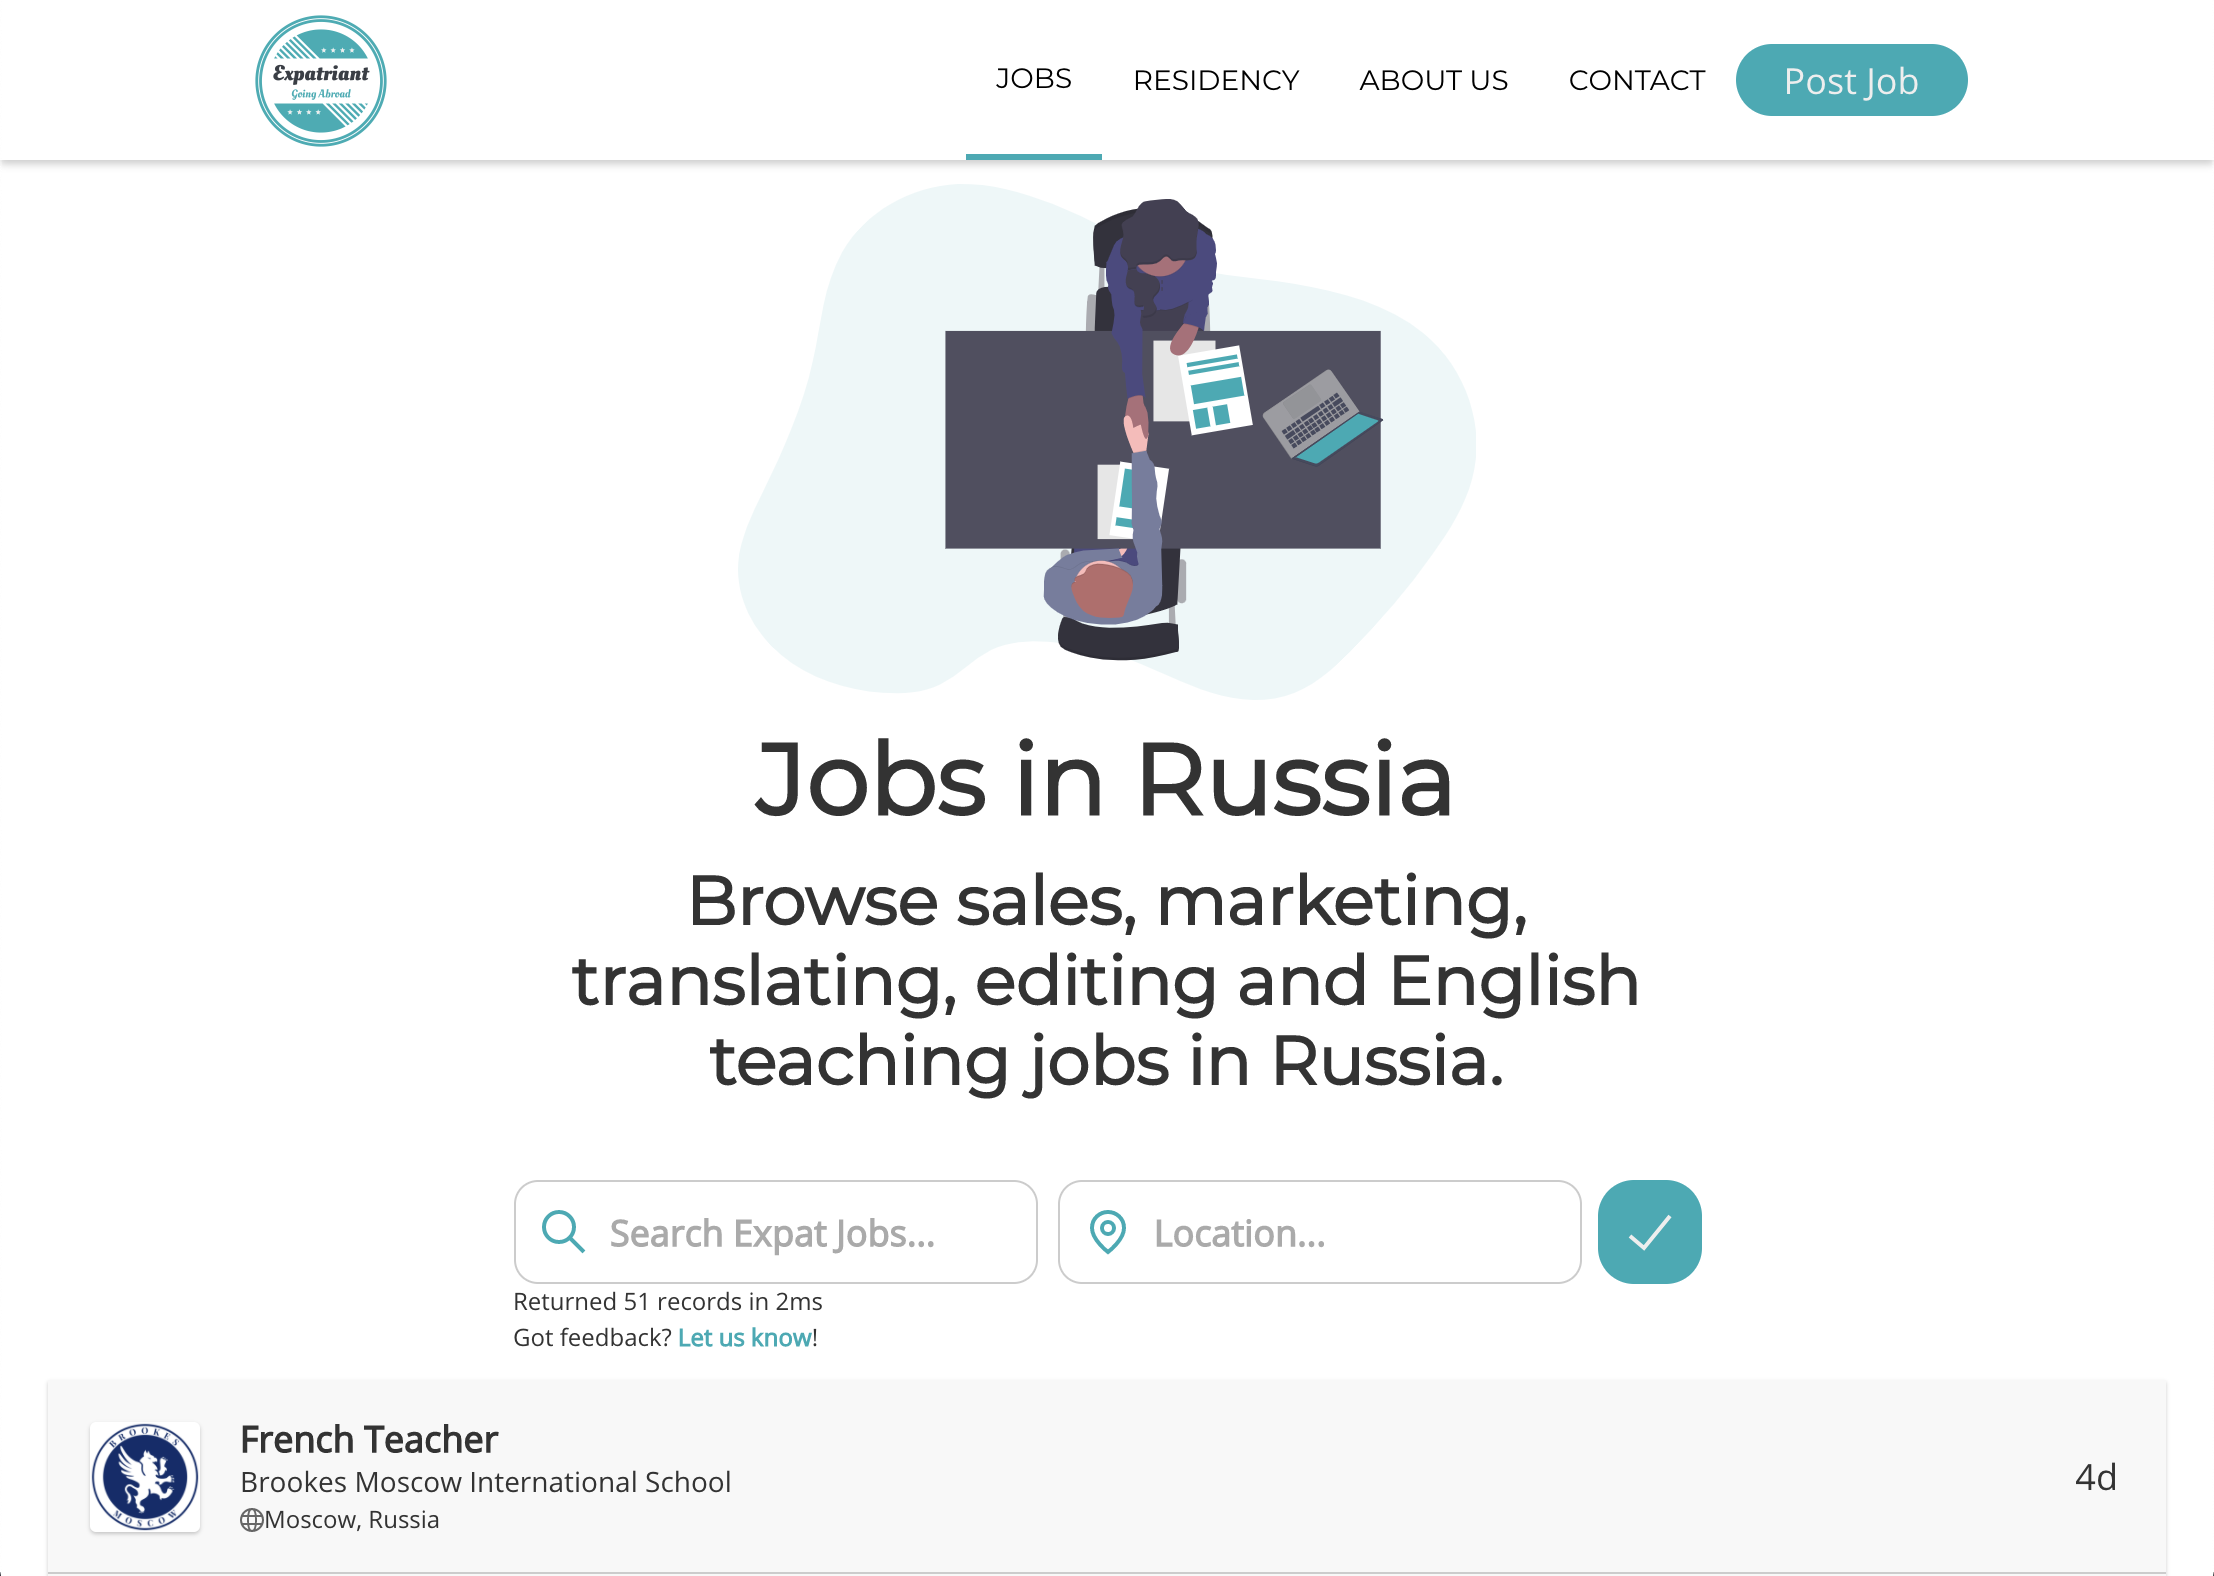 Expatriant
Going Abroad
JOBS
RESIDENCY
ABOUT US
CONTACT
Post Job
Jobs in Russia
Browse sales, marketing,
translating, editing and English
teaching jobs in Russia.
Search Expat Jobs...
Location...
Returned 51 records in 2ms
Got feedback? Let us know!
BROOKES
MOSCOW
French Teacher
Brookes Moscow International School
Moscow, Russia
4d